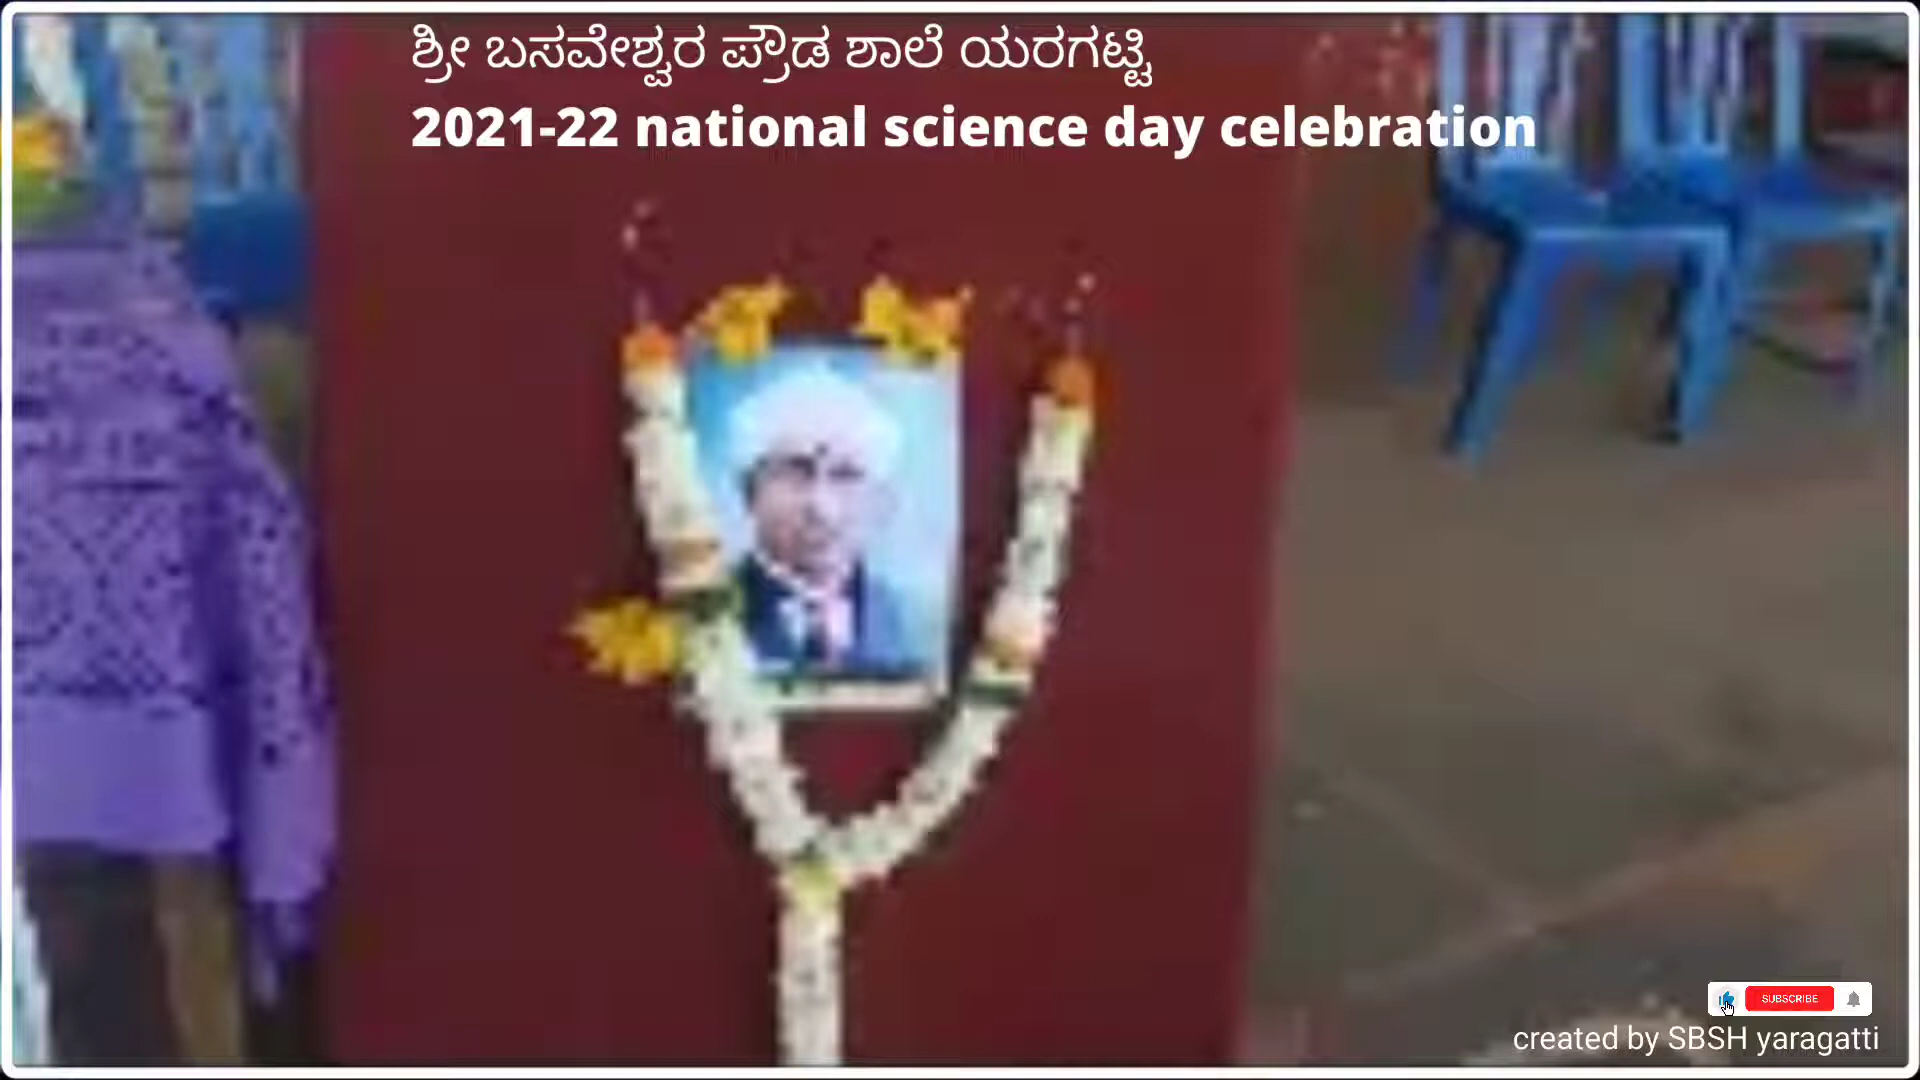 ಶ್ರೀ ಬಸವೇಶ್ವರ ಪ್ರೌಡ ಶಾಲೆ ಯರಗಟ್ಟಿ
2021-22 national science day celebration
SUBSCRIBE
created by SBSH yaragatti